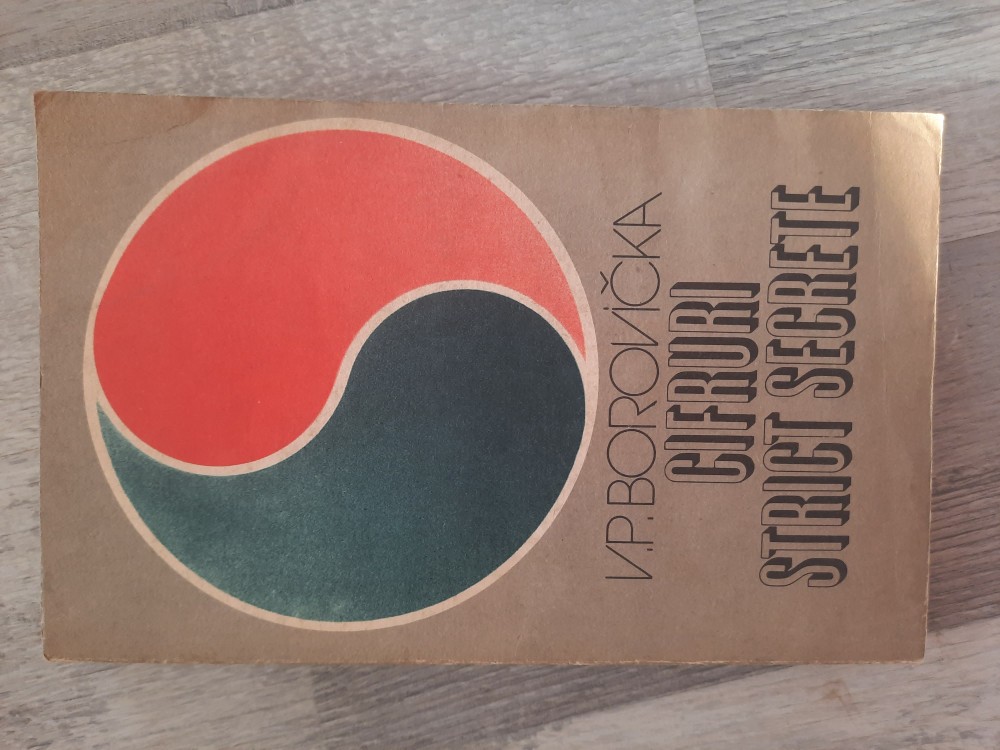 V.P. BOROVIČKA
CIFRURI
STRICT SECRETE